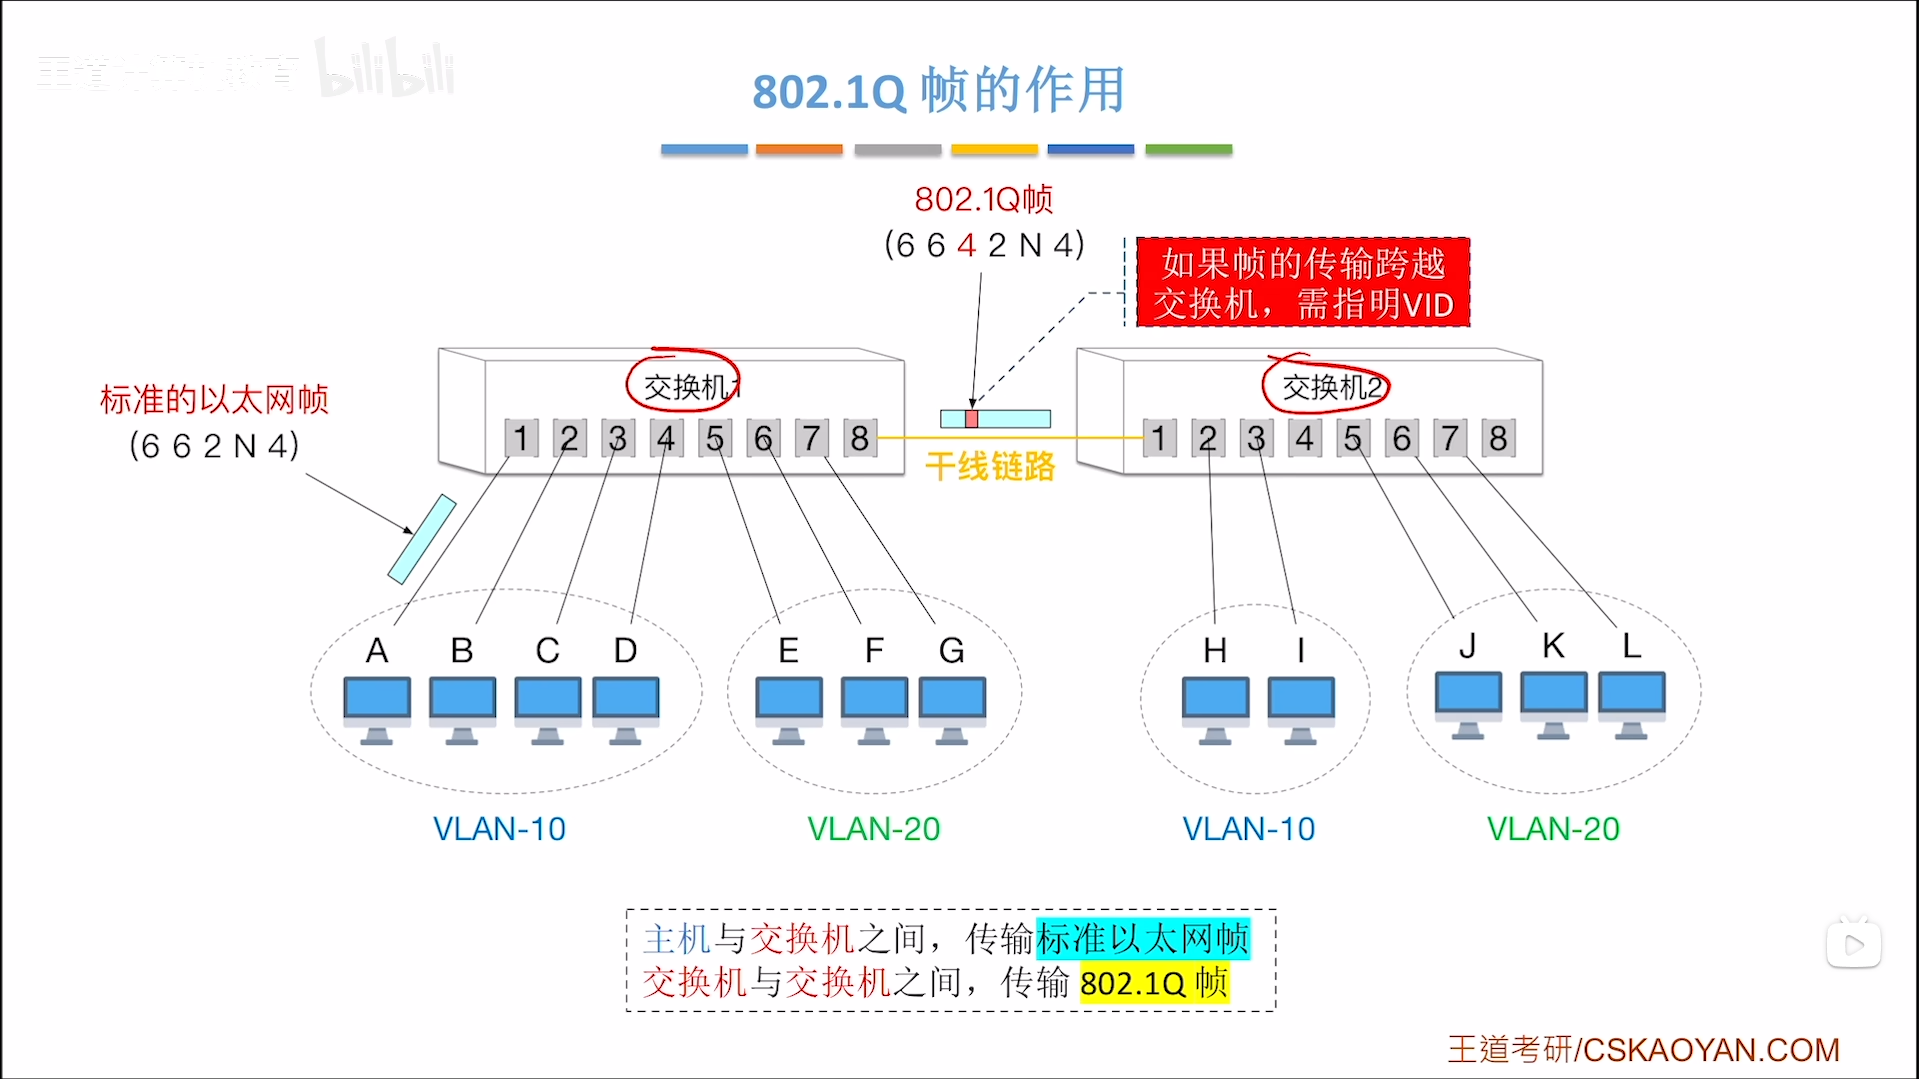 王道计算机教育 bilibili
802.1Q 帧的作用
802.1Q帧
(6 6 4 2 N 4)
如果帧的传输跨越
交换机，需指明VID
标准的以太网帧
(6 6 2 N 4)
交换机1
交换机2
1 2 3 4 5 6 7 8
1 2 3 4 5 6 7 8
干线链路
A B C D E F G H I J K L
VLAN-10 VLAN-20 VLAN-10 VLAN-20
主机与交换机之间，传输标准以太网帧
交换机与交换机之间，传输 802.1Q 帧
王道考研/CSKAOYAN.COM